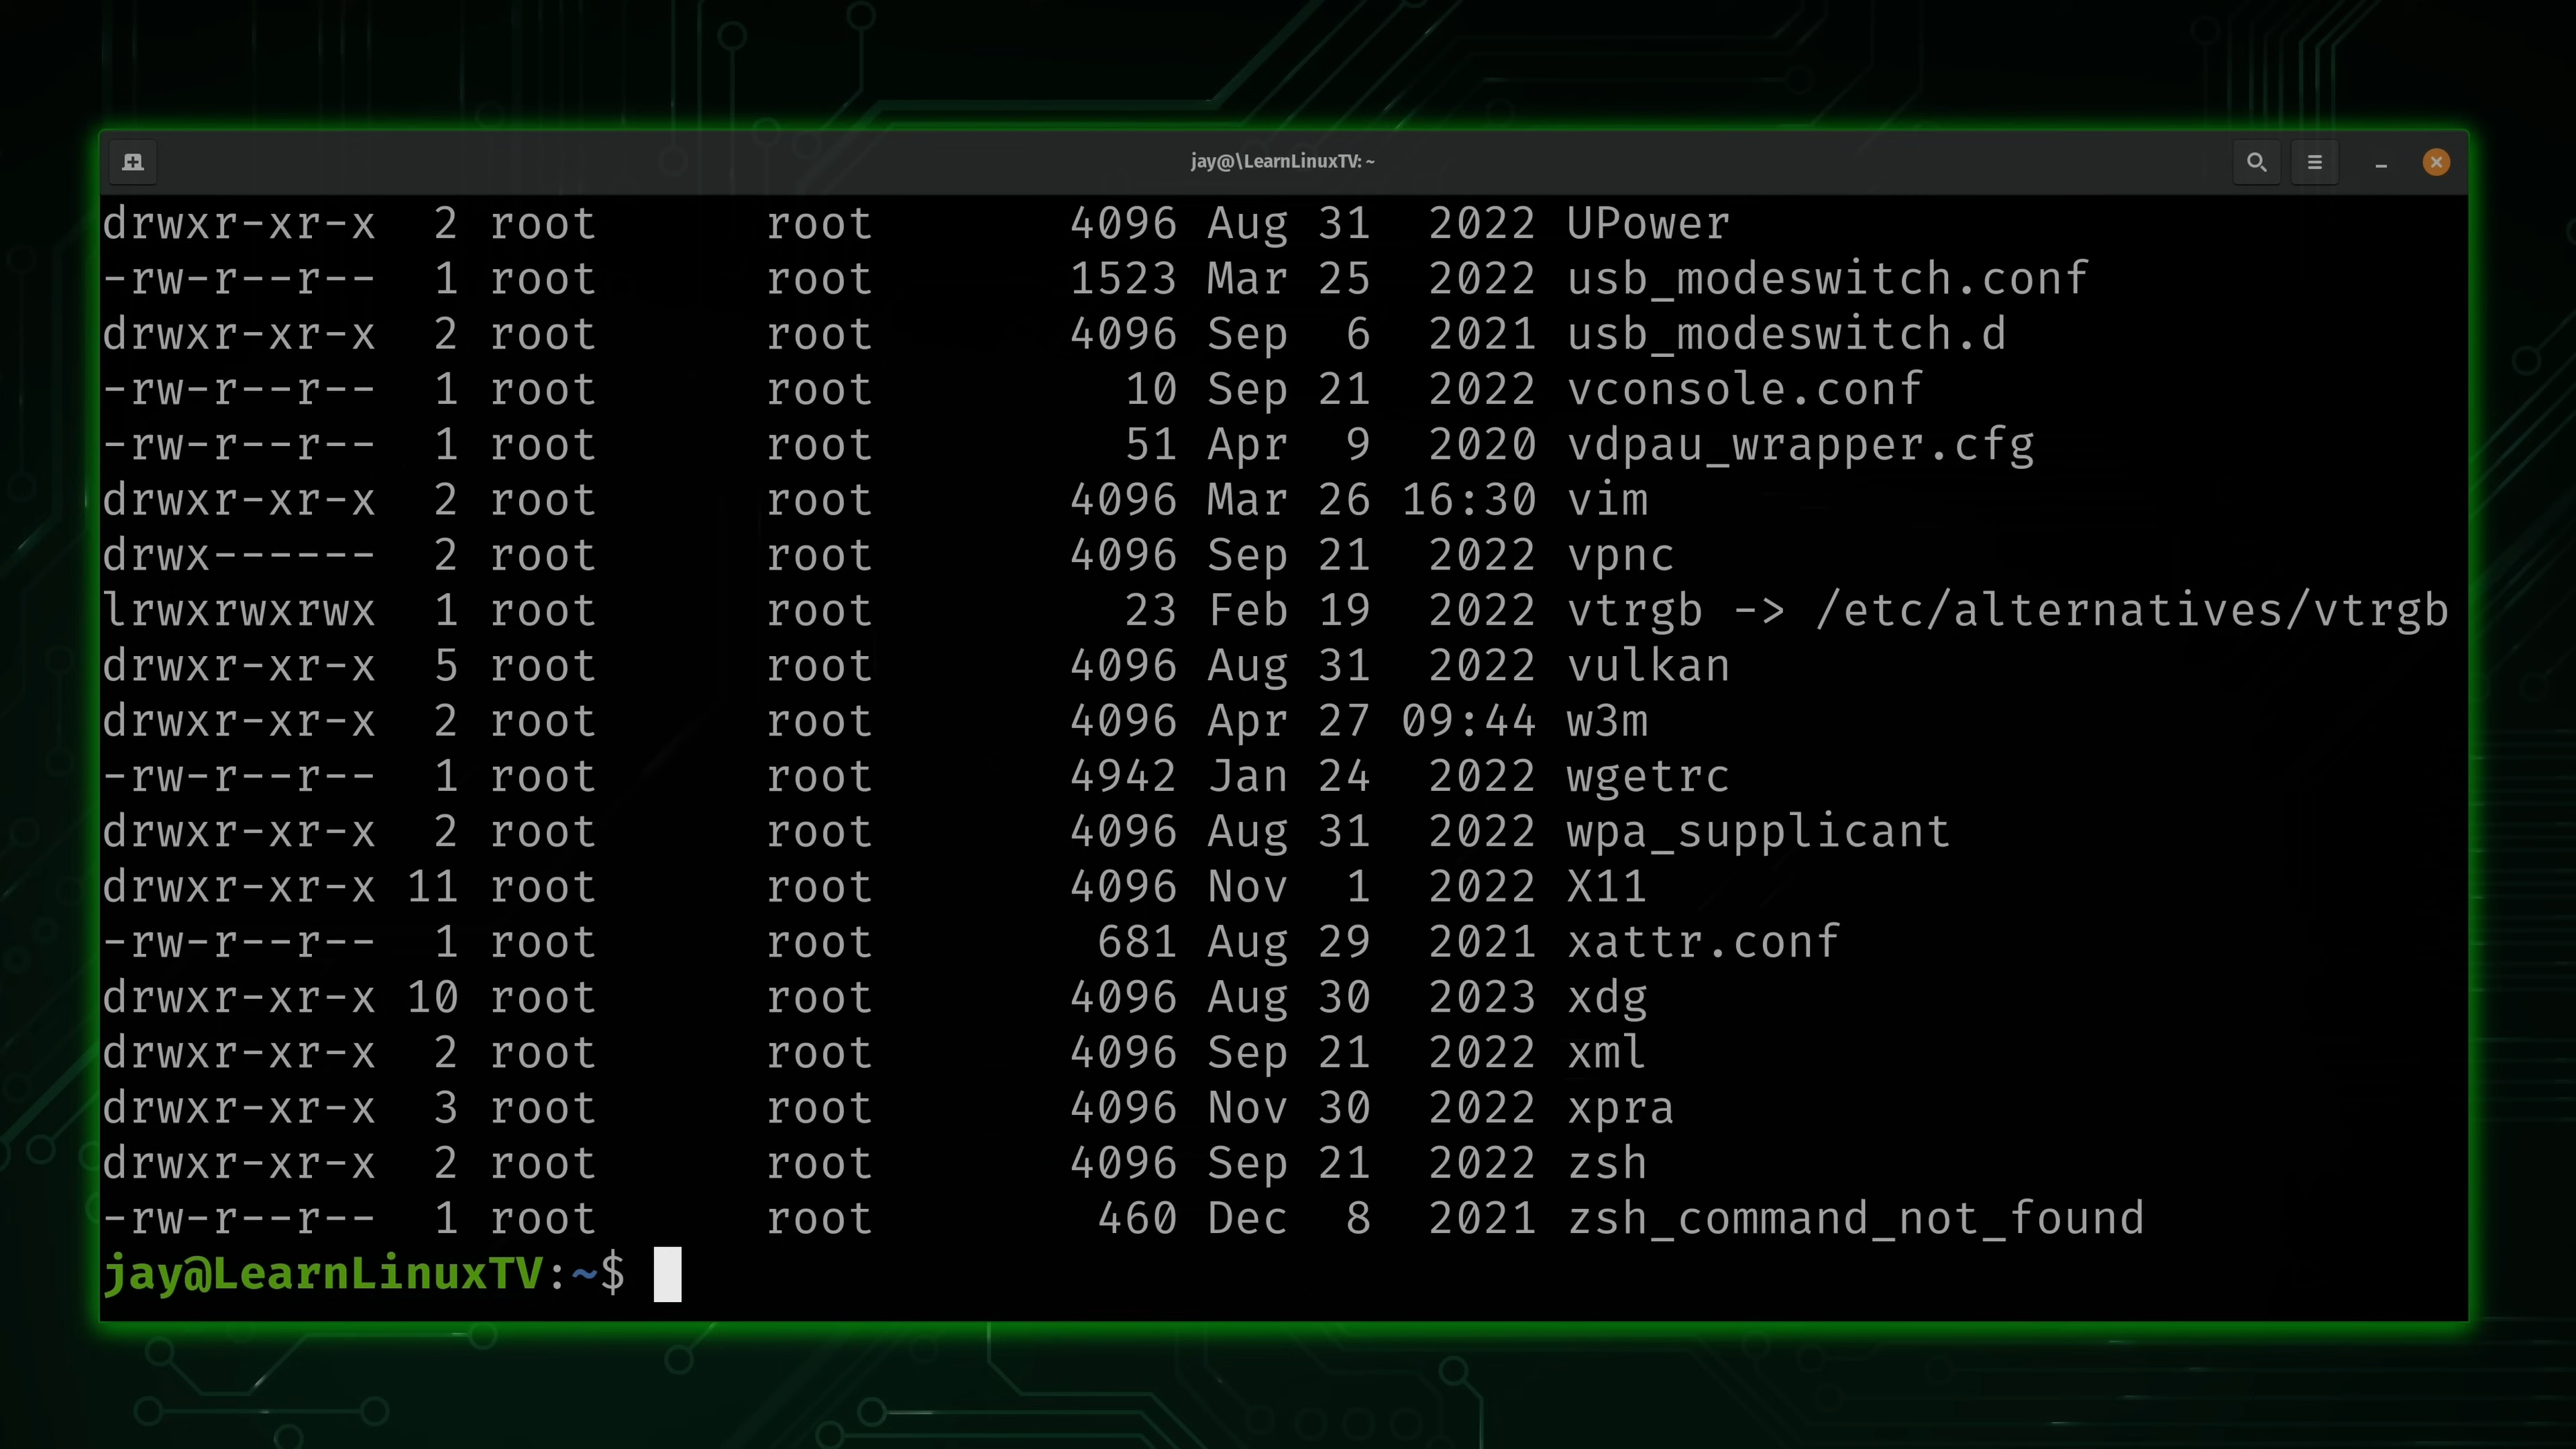 jay@\LearnLinuxTV: ~
drwxr-xr-x  2 root      root       4096 Aug 31  2022 UPower
-rw-r--r--  1 root      root       1523 Mar 25  2022 usb_modeswitch.conf
drwxr-xr-x  2 root      root       4096 Sep  6  2021 usb_modeswitch.d
-rw-r--r--  1 root      root         10 Sep 21  2022 vconsole.conf
-rw-r--r--  1 root      root         51 Apr  9  2020 vdpau_wrapper.cfg
drwxr-xr-x  2 root      root       4096 Mar 26 16:30 vim
drwx------  2 root      root       4096 Sep 21  2022 vpnc
lrwxrwxrwx  1 root      root         23 Feb 19  2022 vtrgb -> /etc/alternatives/vtrgb
drwxr-xr-x  5 root      root       4096 Aug 31  2022 vulkan
drwxr-xr-x  2 root      root       4096 Apr 27 09:44 w3m
-rw-r--r--  1 root      root       4942 Jan 24  2022 wgetrc
drwxr-xr-x  2 root      root       4096 Aug 31  2022 wpa_supplicant
drwxr-xr-x 11 root      root       4096 Nov  1  2022 X11
-rw-r--r--  1 root      root        681 Aug 29  2021 xattr.conf
drwxr-xr-x 10 root      root       4096 Aug 30  2023 xdg
drwxr-xr-x  2 root      root       4096 Sep 21  2022 xml
drwxr-xr-x  3 root      root       4096 Nov 30  2022 xpra
drwxr-xr-x  2 root      root       4096 Sep 21  2022 zsh
-rw-r--r--  1 root      root        460 Dec  8  2021 zsh_command_not_found
jay@LearnLinuxTV:~$